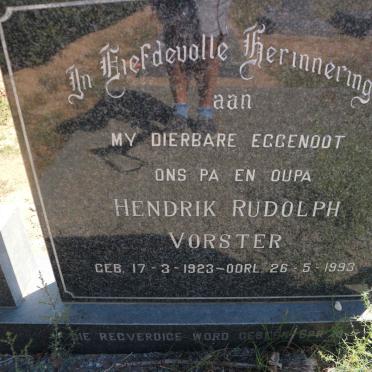 In Liefdevolle Herinnering
aan
MY DIERBARE EGGENOOT
ONS PA EN OUPA
HENDRIK RUDOLPH
VORSTER
GEB. 17-3-1923-OORL. 26-5-1993
DIE REGVERDIGE WORD